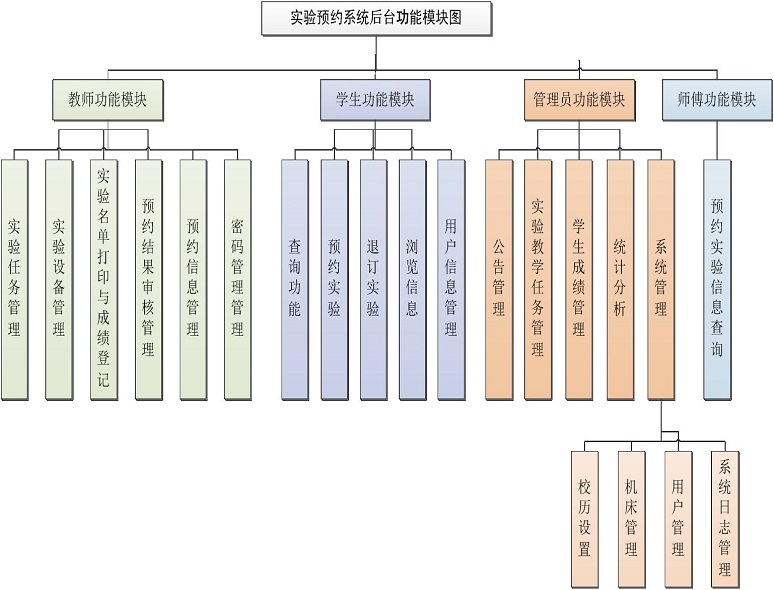 实验预约系统后台功能模块图
教师功能模块
学生功能模块
管理员功能模块
师傅功能模块
实验任务管理
实验设备管理
实验名单打印与成绩登记
预约结果审核管理
预约信息管理
密码管理管理
查询功能
预约实验
退订实验
浏览信息
用户信息管理
公告管理
实验教学任务管理
学生成绩管理
统计分析
系统管理
预约实验信息查询
校历设置
机床管理
用户管理
系统日志管理